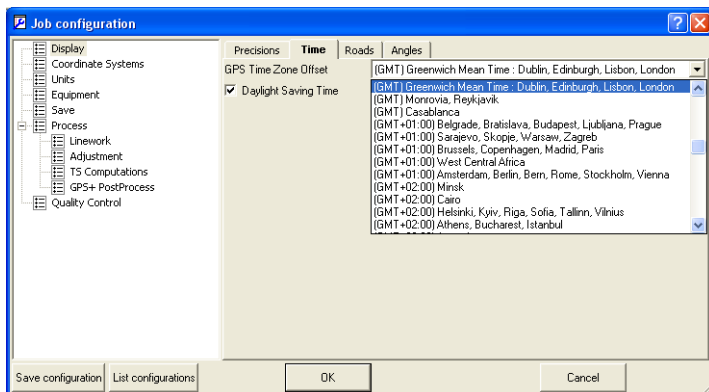 Job configuration
Display
Coordinate Systems
Units
Equipment
Save
Process
Linework
Adjustment
TS Computations
GPS+ PostProcess
Quality Control
Precisions Time Roads Angles
GPS Time Zone Offset (GMT) Greenwich Mean Time : Dublin, Edinburgh, Lisbon, London
Daylight Saving Time
(GMT) Greenwich Mean Time : Dublin, Edinburgh, Lisbon, London
(GMT) Monrovia, Reykjavik
(GMT) Casablanca
(GMT+01:00) Belgrade, Bratislava, Budapest, Ljubljana, Prague
(GMT+01:00) Sarajevo, Skopje, Warsaw, Zagreb
(GMT+01:00) Brussels, Copenhagen, Madrid, Paris
(GMT+01:00) West Central Africa
(GMT+01:00) Amsterdam, Berlin, Bern, Rome, Stockholm, Vienna
(GMT+02:00) Minsk
(GMT+02:00) Cairo
(GMT+02:00) Helsinki, Kyiv, Riga, Sofia, Tallinn, Vilnius
(GMT+02:00) Athens, Bucharest, Istanbul
Save configuration List configurations OK Cancel